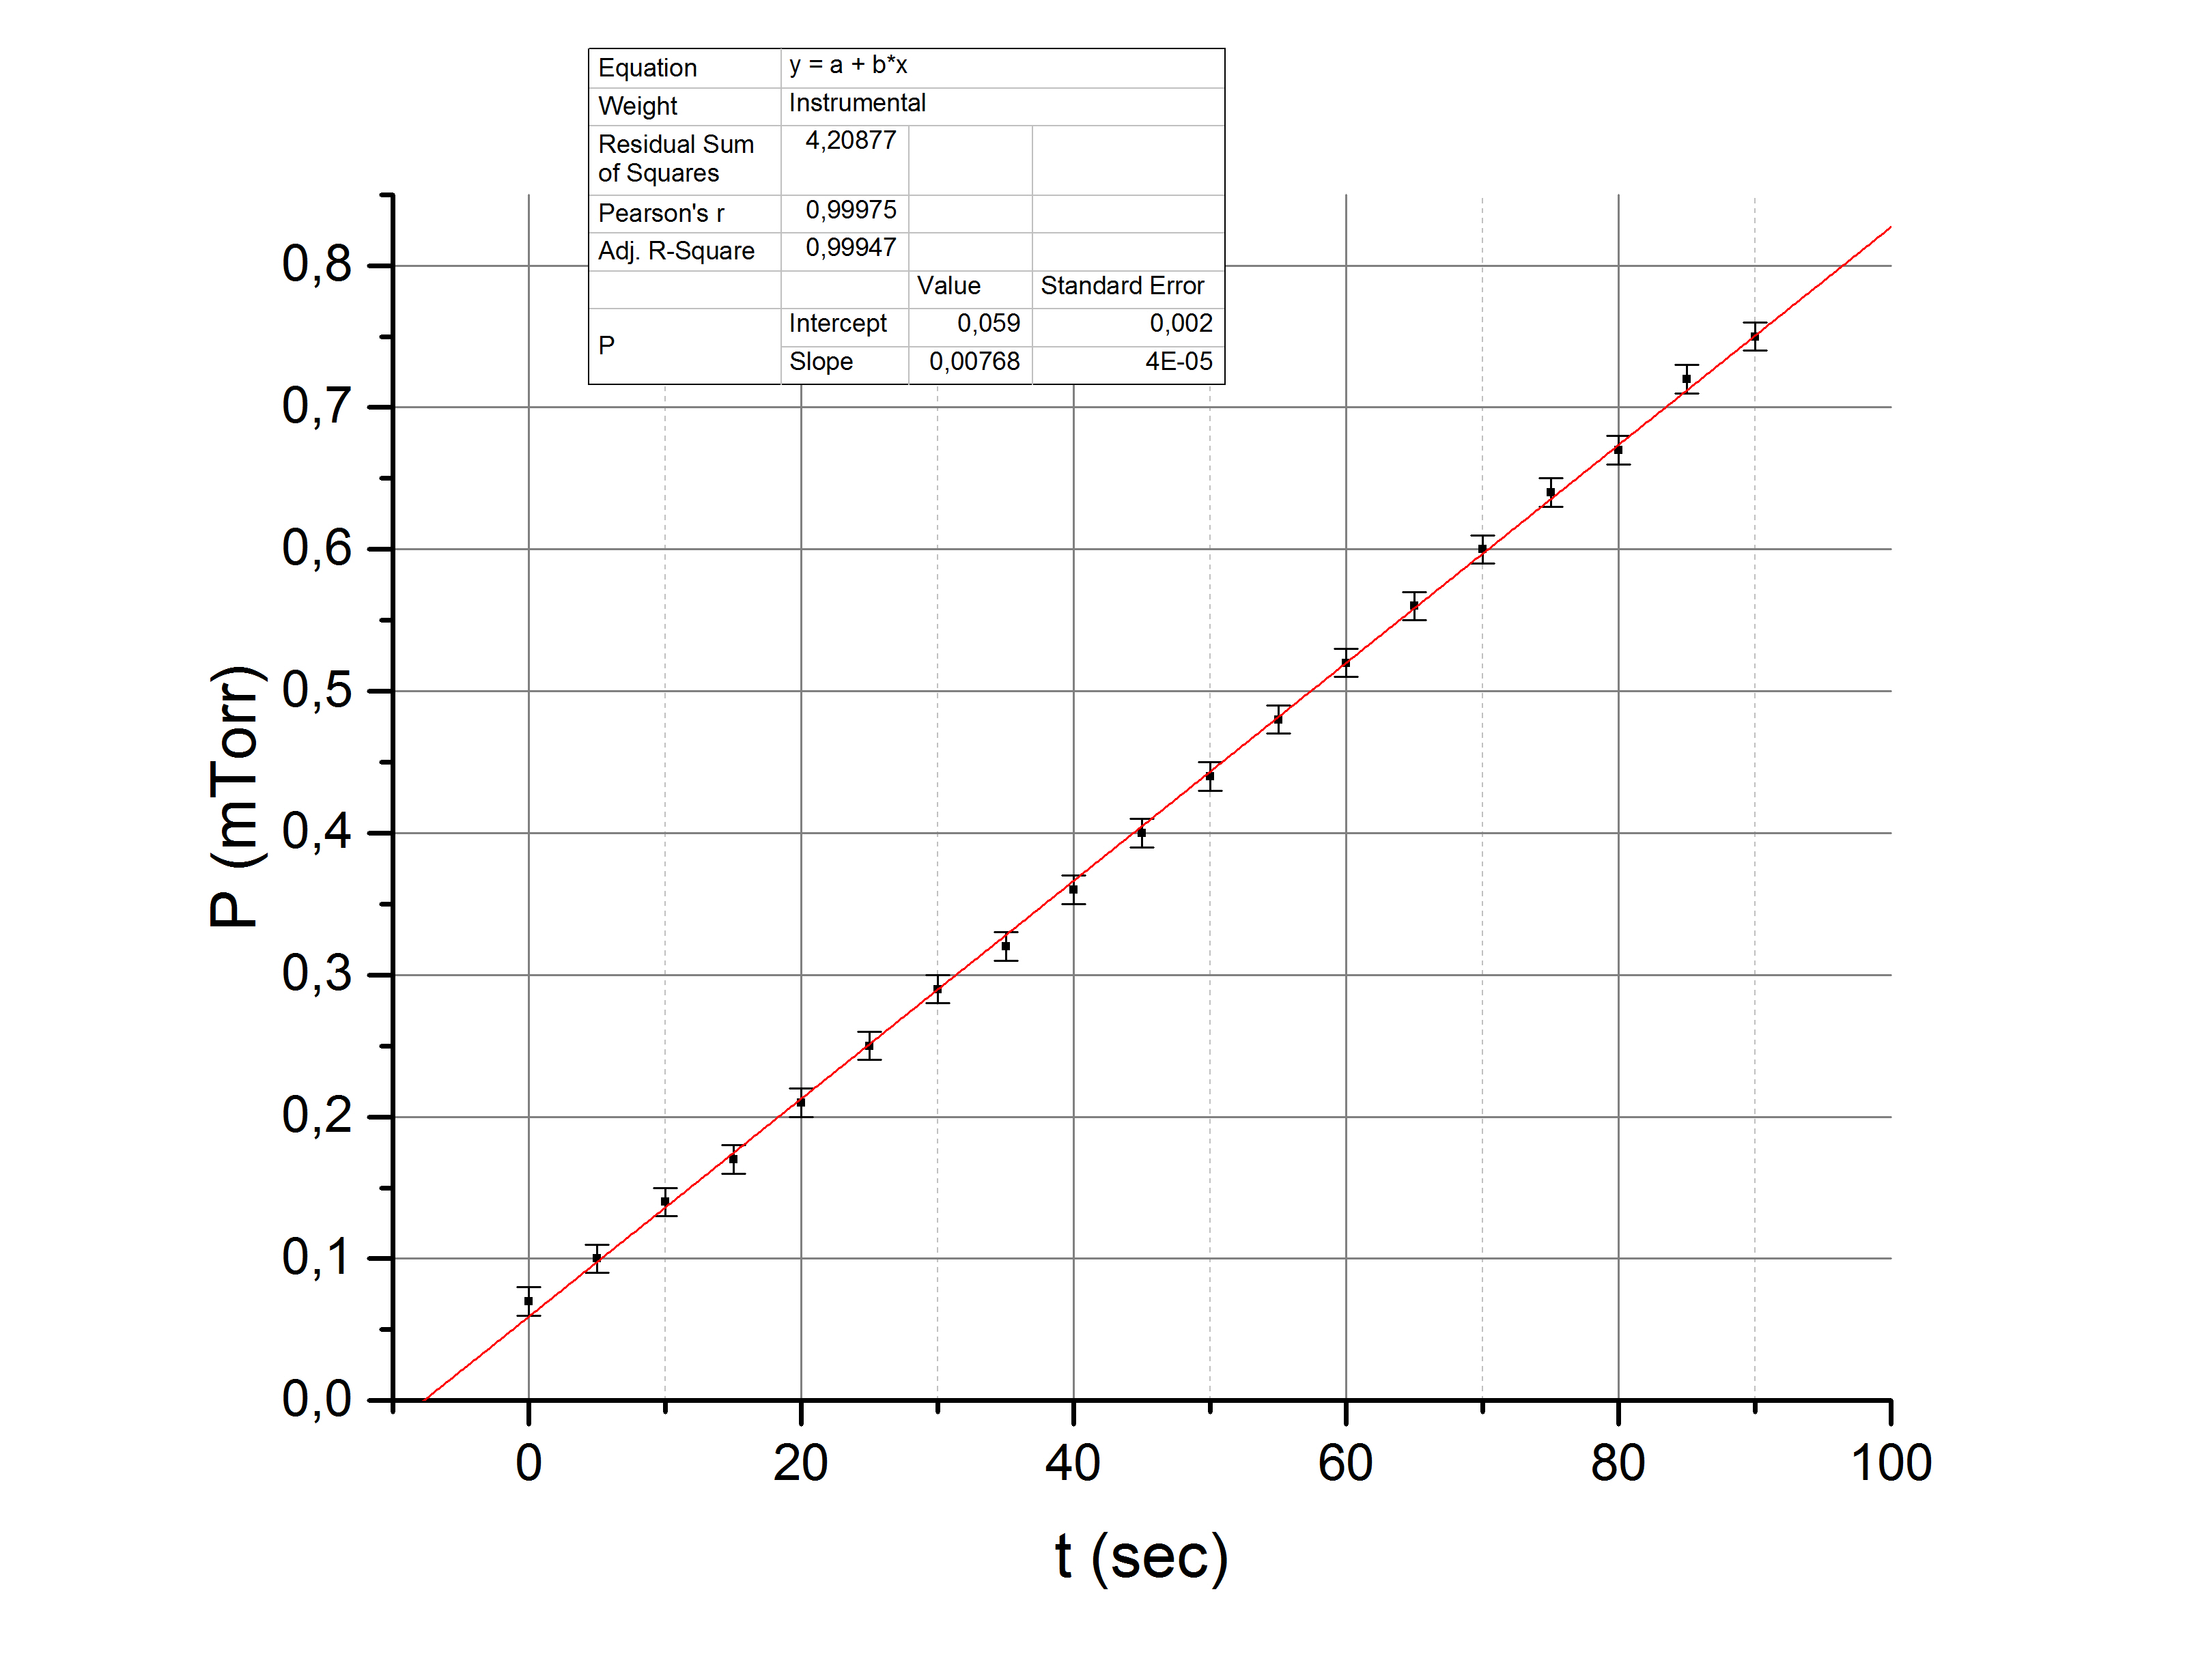 Equation y = a + b*x
Weight Instrumental
Residual Sum of Squares 4,20877
Pearson's r 0,99975
Adj. R-Square 0,99947
Value Standard Error
P Intercept 0,059 0,002
Slope 0,00768 4E-05
0,8
0,7
0,6
0,5
0,4
0,3
0,2
0,1
0,0
P (mTorr)
0 20 40 60 80 100
t (sec)